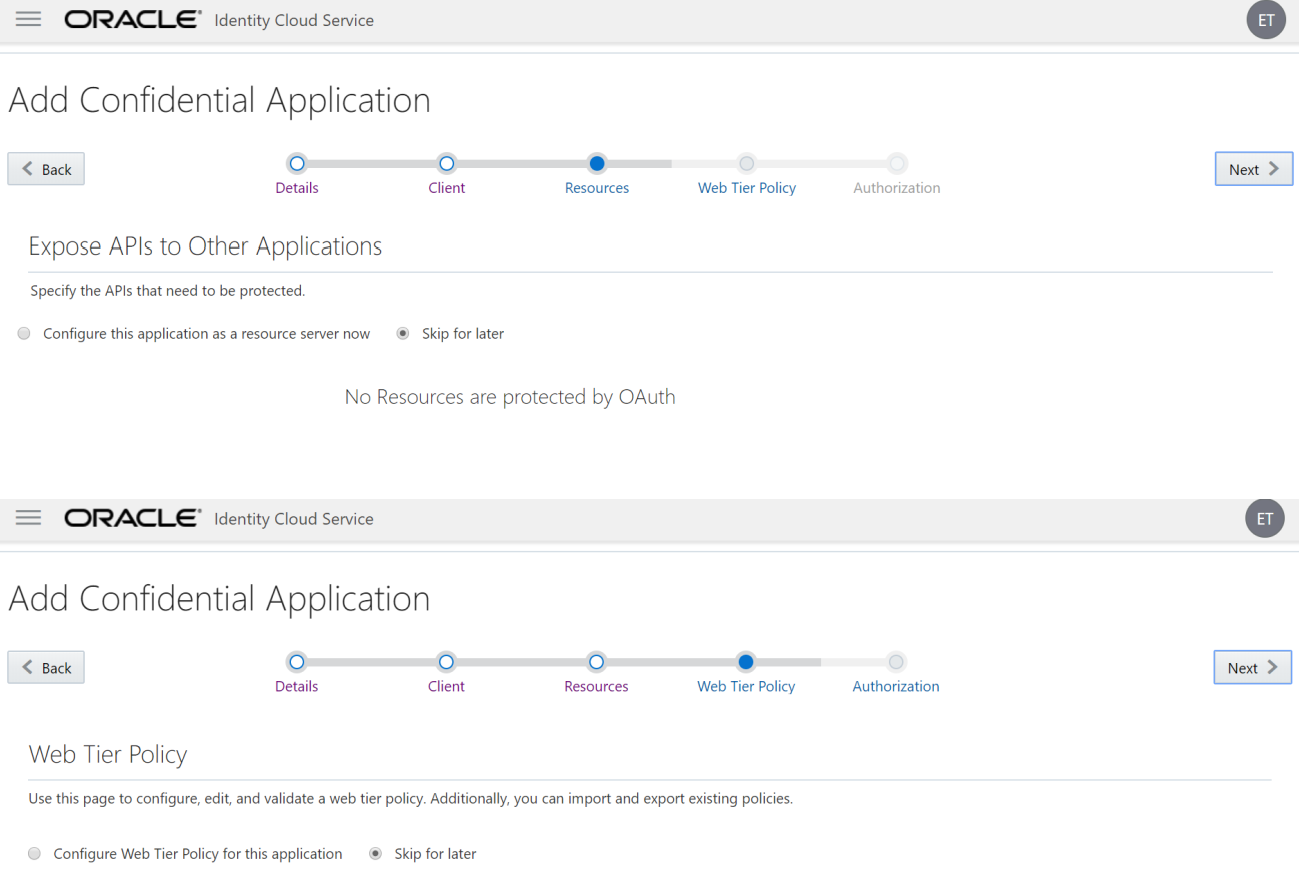 ORACLE® Identity Cloud Service ET
Add Confidential Application
Back Next
Details Client Resources Web Tier Policy Authorization
Expose APIs to Other Applications
Specify the APIs that need to be protected.
Configure this application as a resource server now Skip for later
No Resources are protected by OAuth
ORACLE® Identity Cloud Service ET
Add Confidential Application
Back Next
Details Client Resources Web Tier Policy Authorization
Web Tier Policy
Use this page to configure, edit, and validate a web tier policy. Additionally, you can import and export existing policies.
Configure Web Tier Policy for this application Skip for later